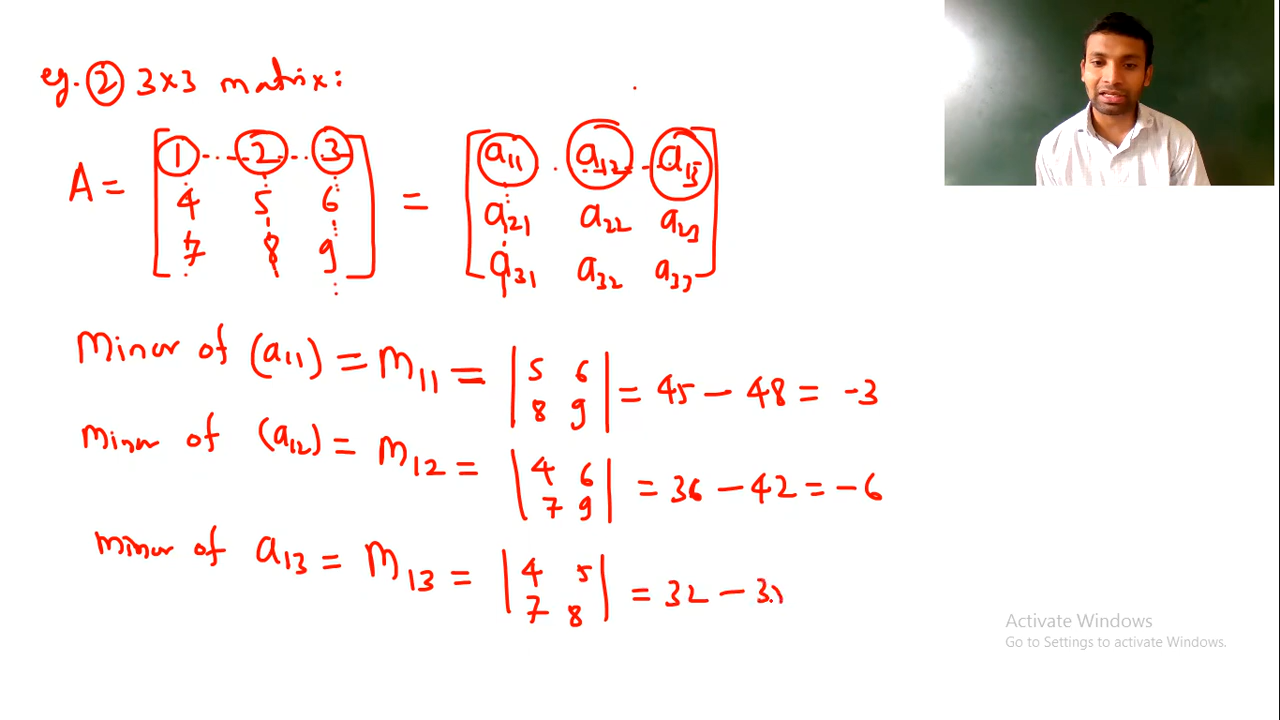 eg. ② 3×3 matrix:
A = [1 2 3 = [a11 a12 a13
4 5 6 a21 a22 a23
7 8 9] a31 a32 a33]
Minor of (a11) = M11 = |5 6
8 9| = 45 − 48 = -3
Minor of (a12) = M12 = |4 6
7 9| = 36 − 42 = −6
minor of a13 = M13 = |4 5
7 8| = 32 − 3
Activate Windows
Go to Settings to activate Windows.